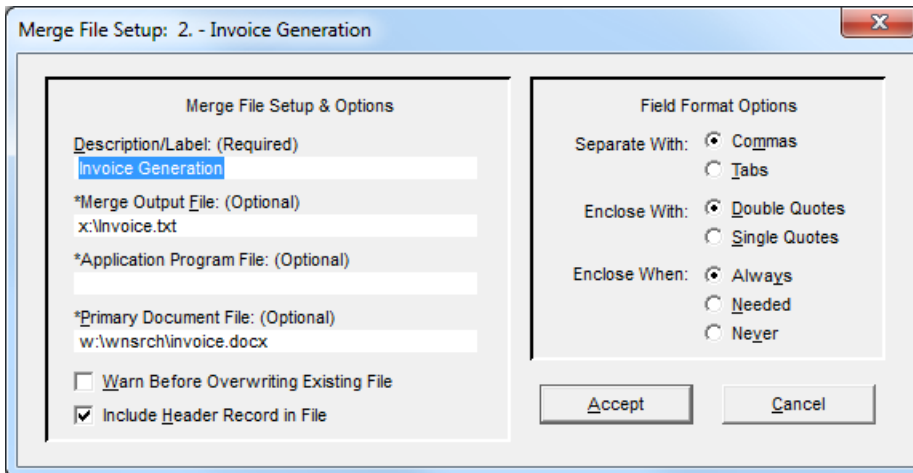 Merge File Setup: 2. - Invoice Generation
X
Merge File Setup & Options
Description/Label: (Required)
Invoice Generation
*Merge Output File: (Optional)
x:\Invoice.txt
*Application Program File: (Optional)
*Primary Document File: (Optional)
w:\wnsrch\invoice.docx
Warn Before Overwriting Existing File
Include Header Record in File
Field Format Options
Separate With: Commas
Tabs
Enclose With: Double Quotes
Single Quotes
Enclose When: Always
Needed
Never
Accept Cancel